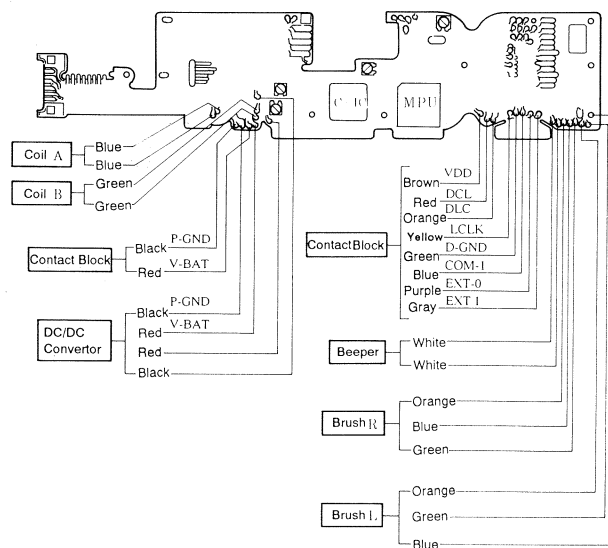 C IC
MPU
Coil A
Blue
Blue
Coil B
Green
Green
Contact Block
Black
P-GND
Red
V-BAT
DC/DC
Convertor
Black
P-GND
Red
V-BAT
Red
Black
ContactBlock
Brown
VDD
Red
DCL
Orange
DLC
Yellow
LCLK
Green
D-GND
Blue
COM-1
Purple
EXT-0
Gray
EXT 1
Beeper
White
White
Brush R
Orange
Blue
Green
Brush L
Orange
Green
Blue